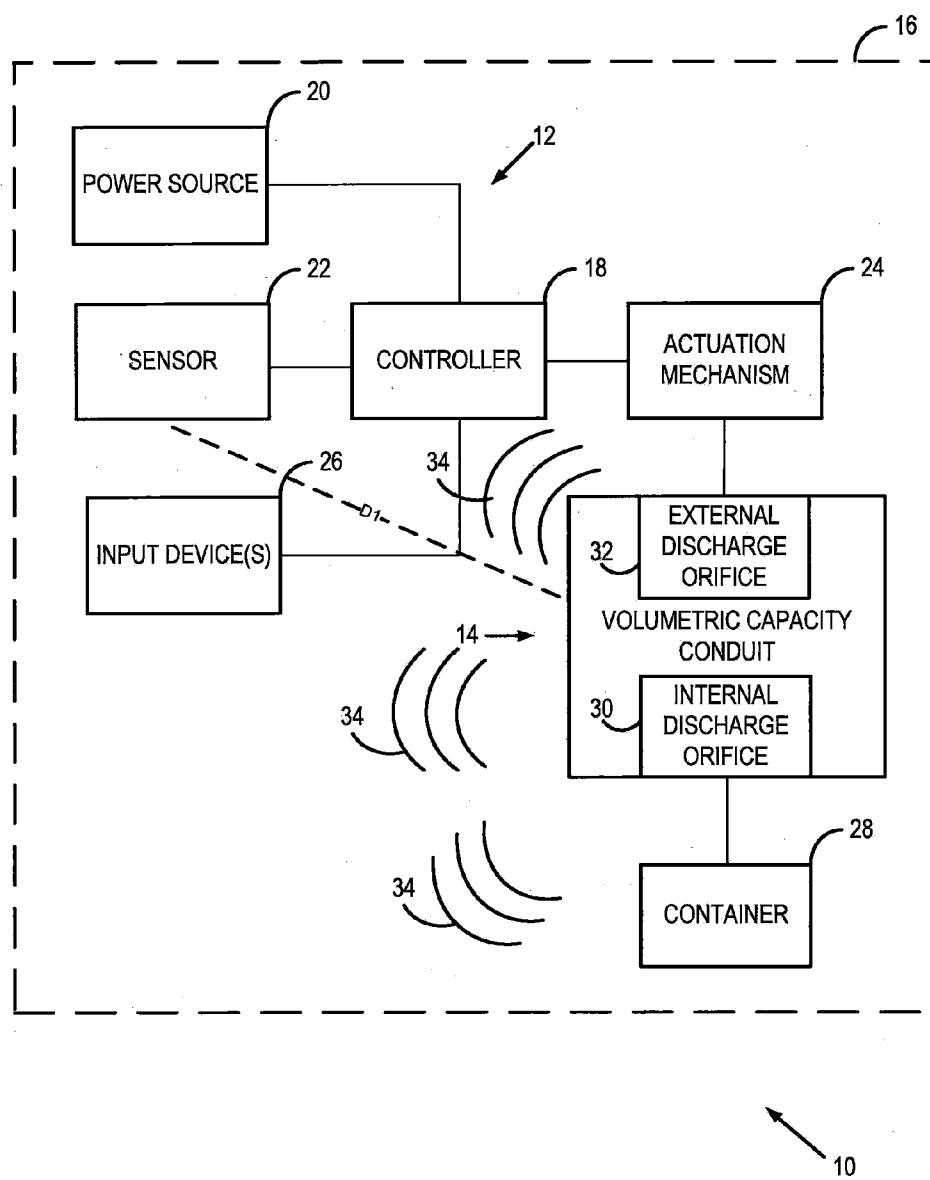 16
20
POWER SOURCE
12
22
SENSOR
18
CONTROLLER
24
ACTUATION
MECHANISM
26
INPUT DEVICE(S)
D1
34
32
EXTERNAL
DISCHARGE
ORIFICE
VOLUMETRIC CAPACITY
CONDUIT
14
34
30
INTERNAL
DISCHARGE
ORIFICE
34
28
CONTAINER
10